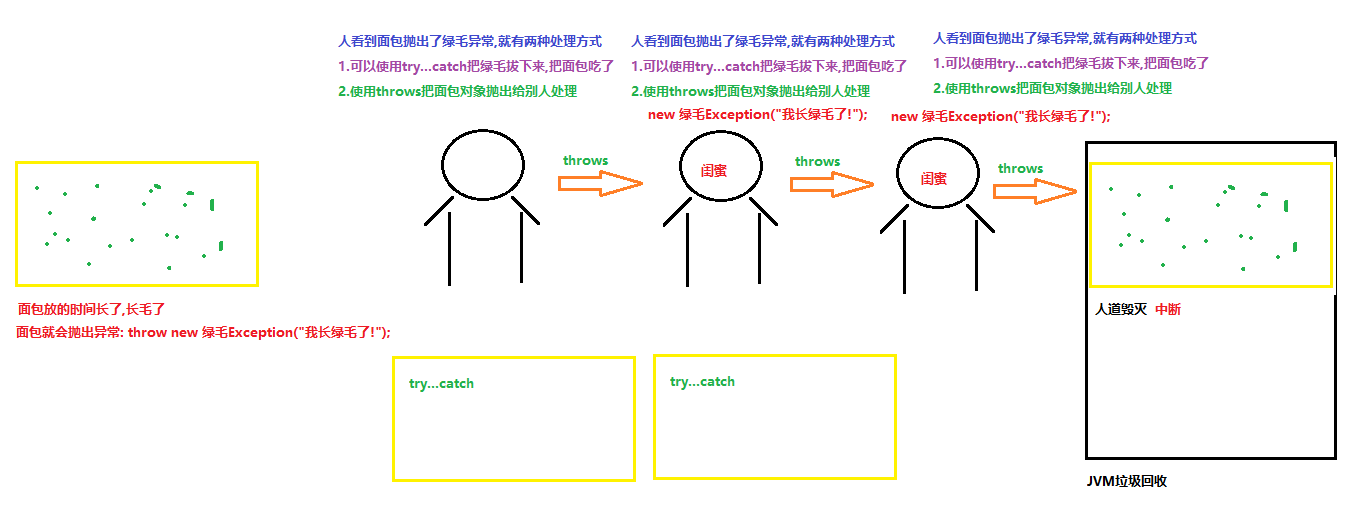 人看到面包抛出了绿毛异常,就有两种处理方式
1.可以使用try...catch把绿毛拔下来,把面包吃了
2.使用throws把面包对象抛出给别人处理
人看到面包抛出了绿毛异常,就有两种处理方式
1.可以使用try...catch把绿毛拔下来,把面包吃了
2.使用throws把面包对象抛出给别人处理
new 绿毛Exception("我长绿毛了!");
人看到面包抛出了绿毛异常,就有两种处理方式
1.可以使用try...catch把绿毛拔下来,把面包吃了
2.使用throws把面包对象抛出给别人处理
new 绿毛Exception("我长绿毛了!");
throws
闺蜜
throws
闺蜜
throws
面包放的时间长了,长毛了
面包就会抛出异常: throw new 绿毛Exception("我长绿毛了!");
人道毁灭 中断
try...catch
try...catch
JVM垃圾回收